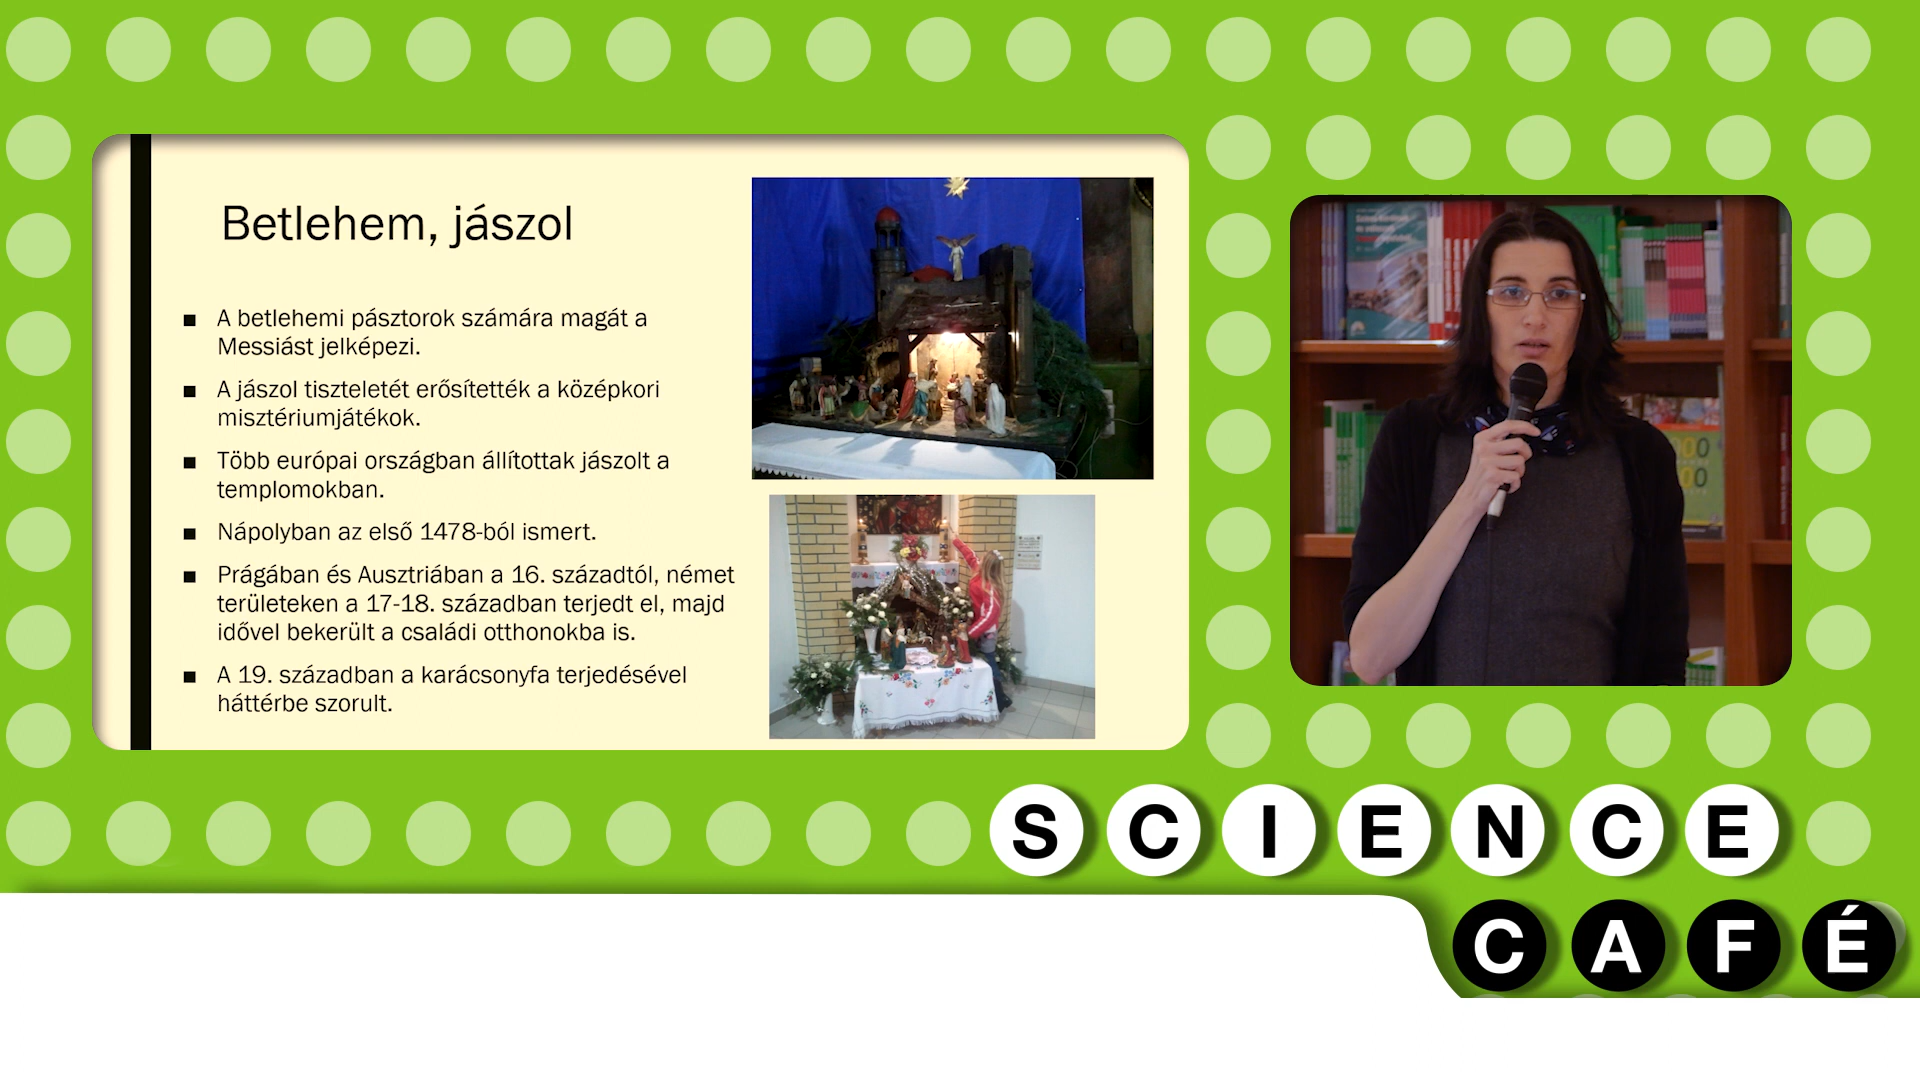 Betlehem, jászol
■ A betlehemi pásztorok számára magát a
Messiást jelképezi.
■ A jászol tiszteletét erősítették a középkori
misztériumjátékok.
■ Több európai országban állítottak jászolt a
templomokban.
■ Nápolyban az első 1478-ból ismert.
■ Prágában és Ausztriában a 16. századtól, német
területeken a 17-18. században terjedt el, majd
idővel bekerült a családi otthonokba is.
■ A 19. században a karácsonyfa terjedésével
háttérbe szorult.
SCIENCE
CAFÉ